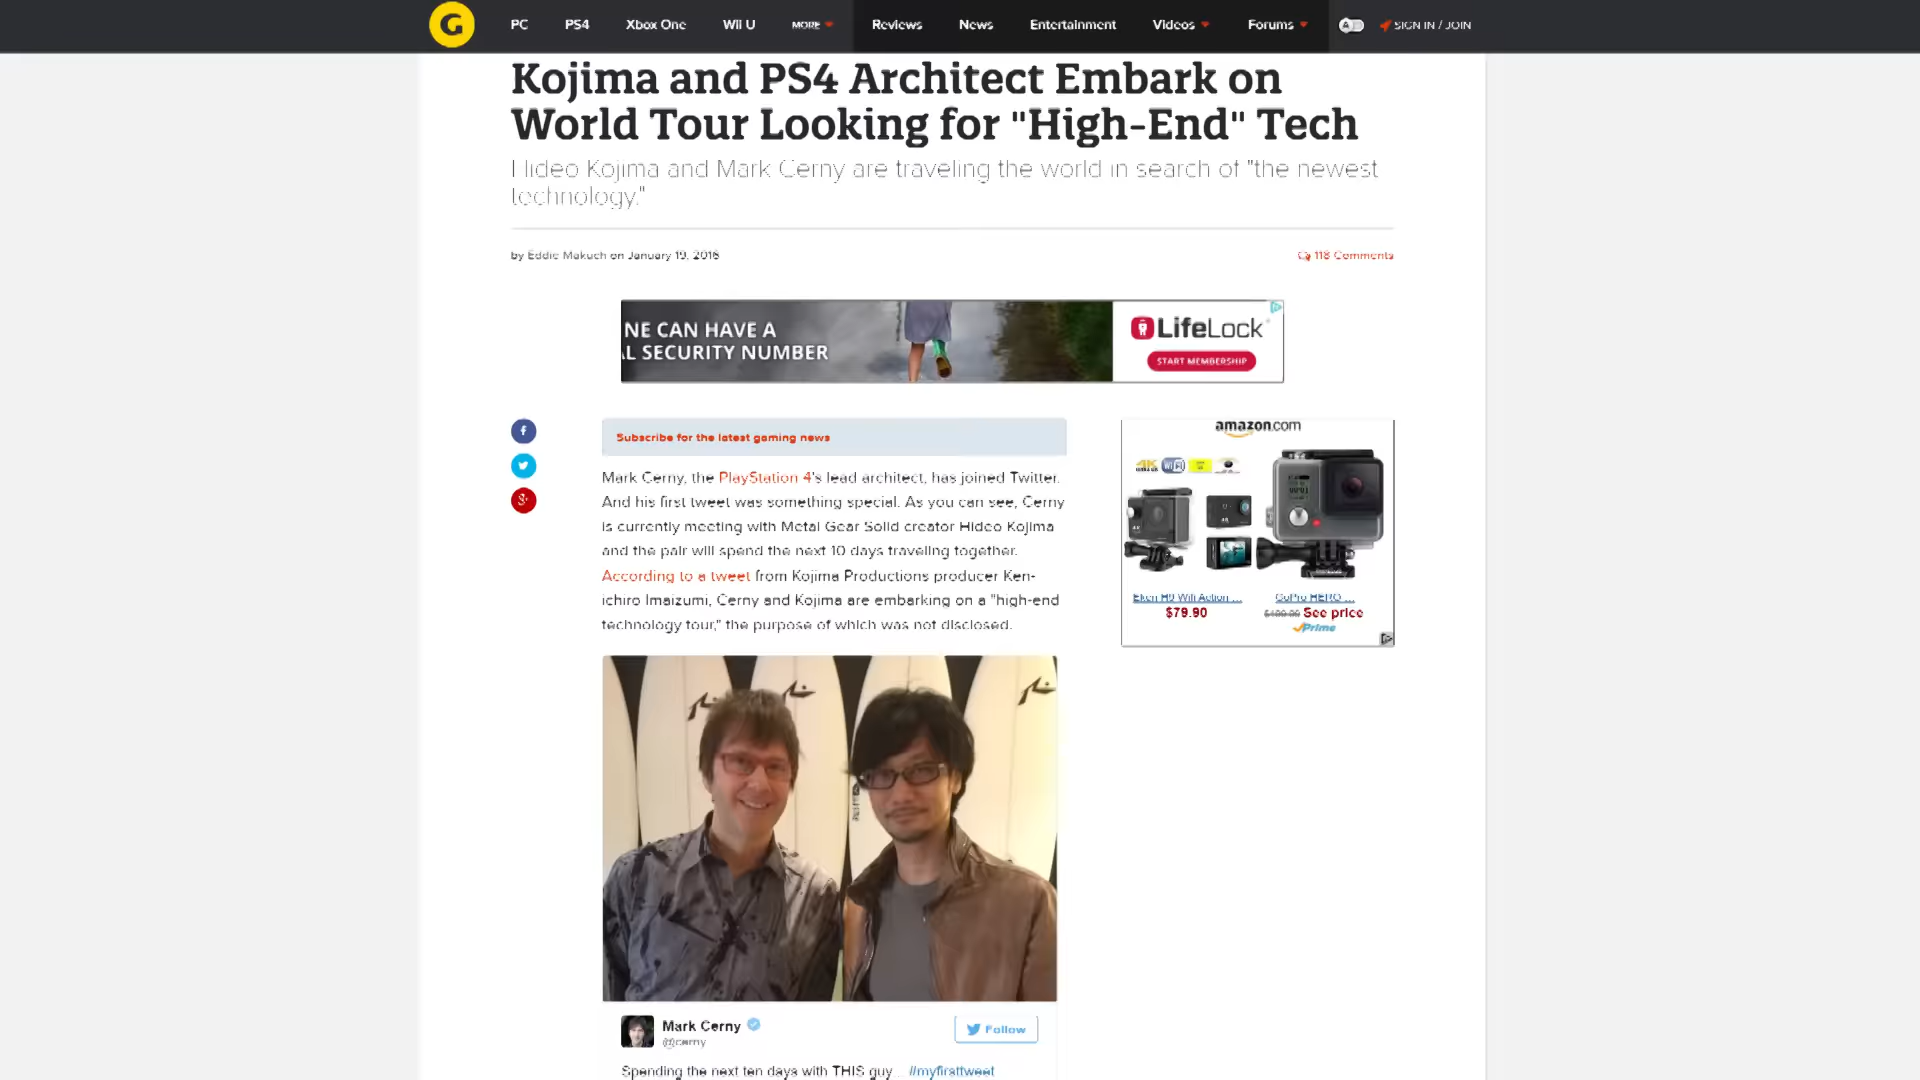 G PC PS4 Xbox One Wii U MORE Reviews News Entertainment Videos Forums SIGN IN / JOIN
Kojima and PS4 Architect Embark on
World Tour Looking for "High-End" Tech
Hideo Kojima and Mark Cerny are traveling the world in search of "the newest
technology."
by Eddie Makuch on January 19, 2016
118 Comments
NE CAN HAVE A
L SECURITY NUMBER
LifeLock
START MEMBERSHIP
Subscribe for the latest gaming news
Mark Cerny, the PlayStation 4's lead architect, has joined Twitter.
And his first tweet was something special. As you can see, Cerny
is currently meeting with Metal Gear Solid creator Hideo Kojima
and the pair will spend the next 10 days traveling together.
According to a tweet from Kojima Productions producer Ken-
ichiro Imaizumi, Cerny and Kojima are embarking on a "high-end
technology tour," the purpose of which was not disclosed.
amazon.com
4K WiFi
Eken H9 Wifi Action ...
$79.90
GoPro HERO ...
See price
Prime
Mark Cerny
@cerny
Follow
Spending the next ten days with THIS guy... #myfirsttweet